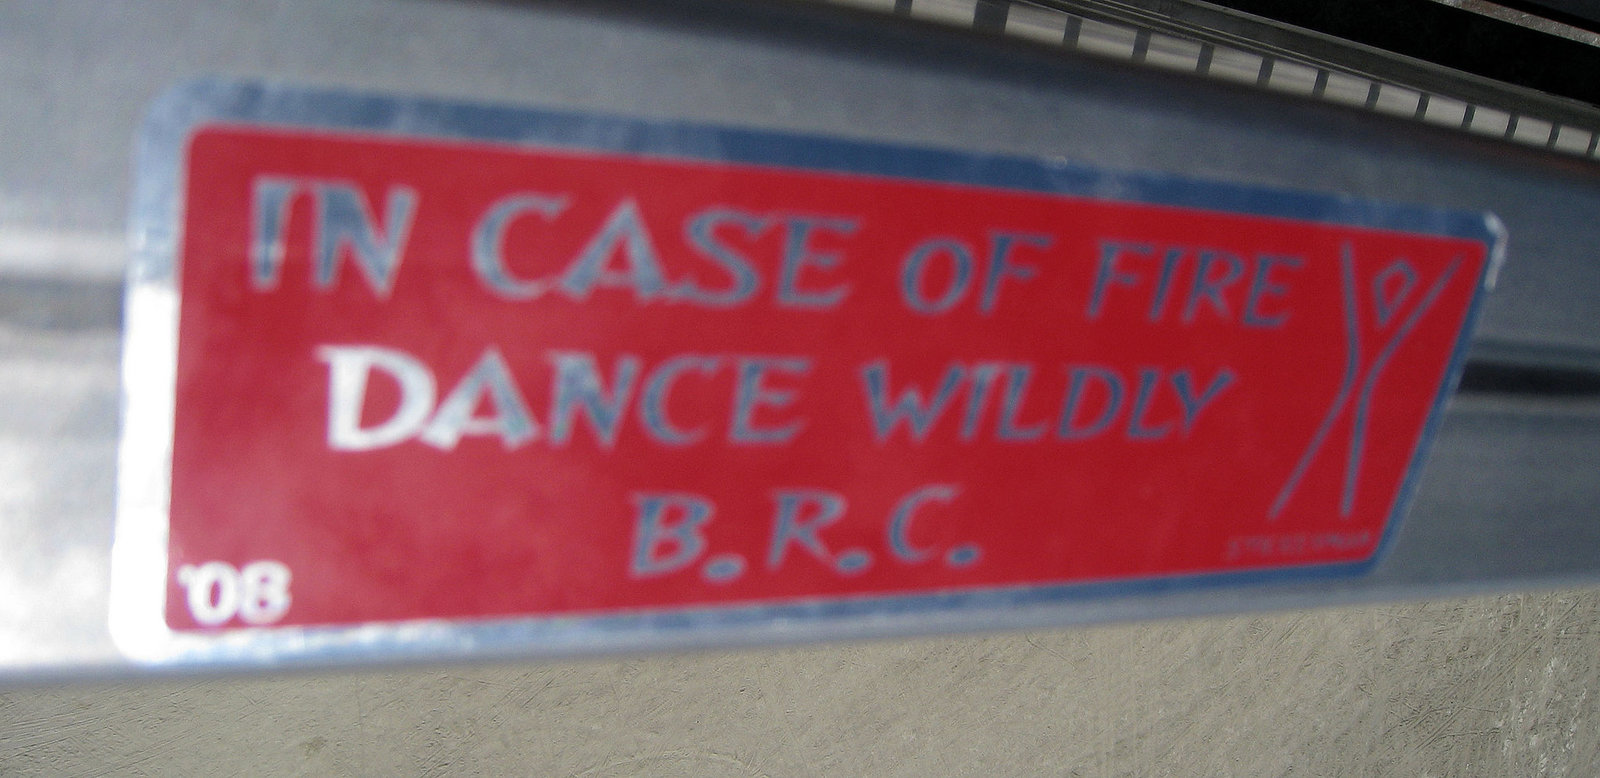 IN CASE OF FIRE
DANCE WILDLY
B.R.C.
'08